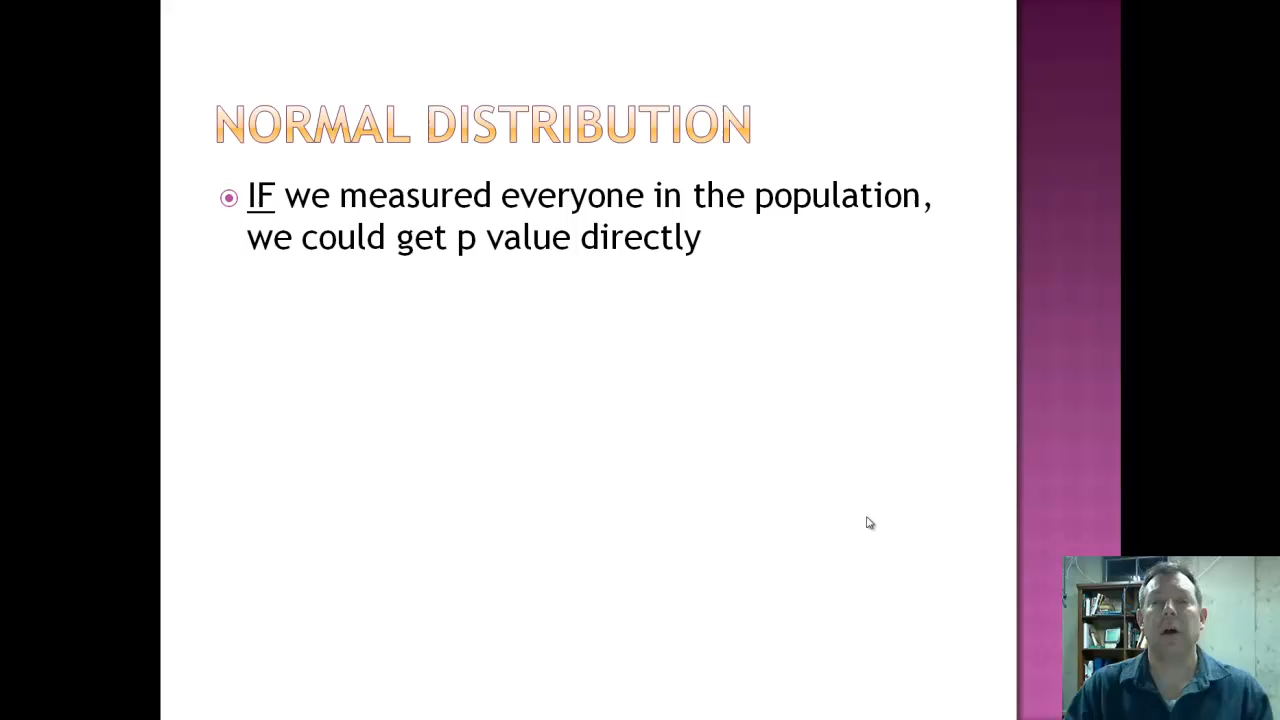 NORMAL DISTRIBUTION
IF we measured everyone in the population,
we could get p value directly